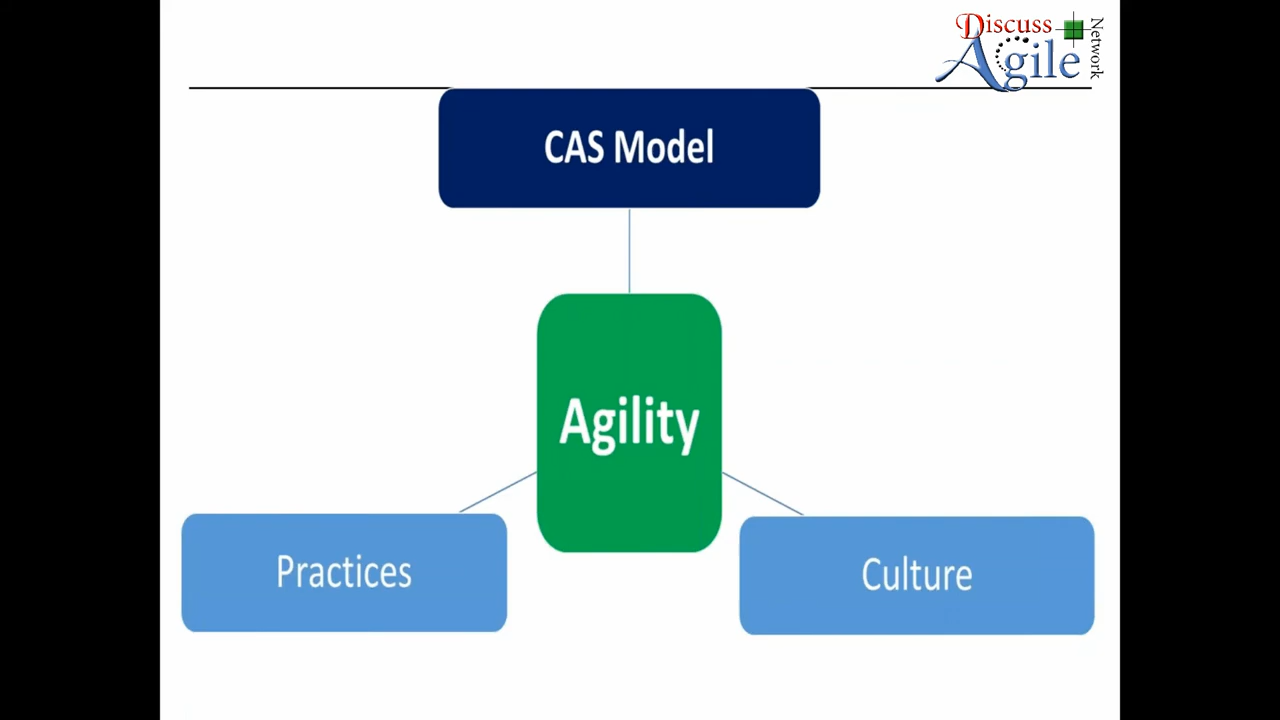 Discuss
Agile
Network
CAS Model
Agility
Practices
Culture